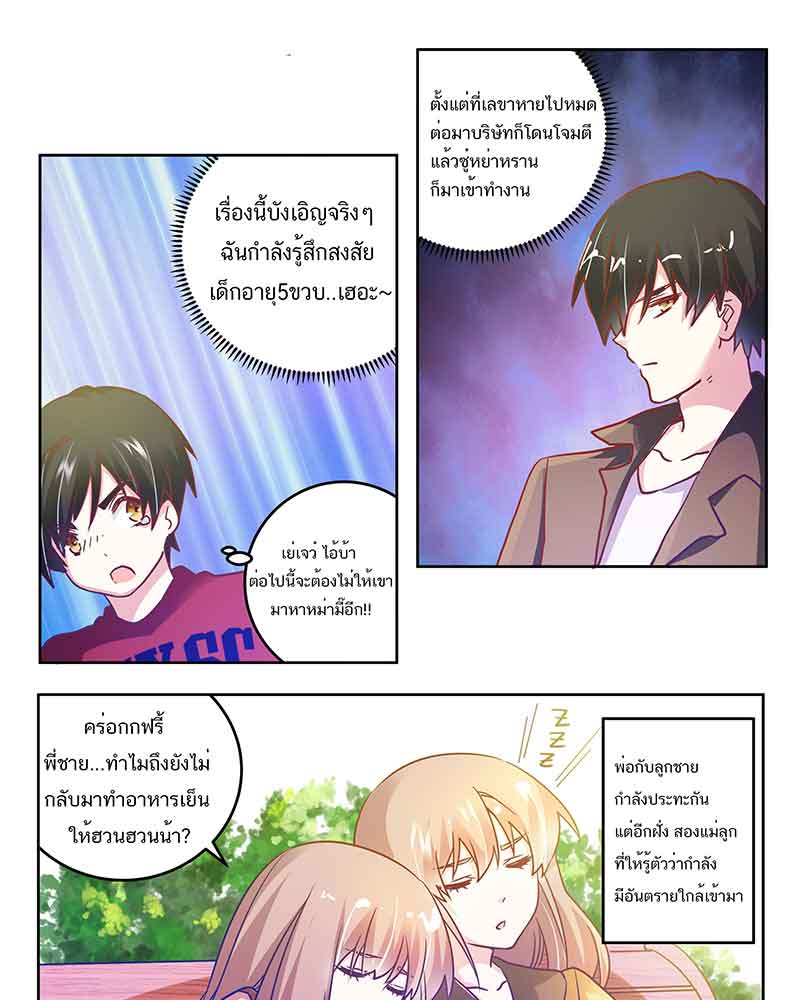 ตั้งแต่ที่เลขาหายไปหมด
ต่อมาบริษัทก็โดนโจมตี
แล้วซู่หย่าหราน
ก็มาเข้าทำงาน
เรื่องนี้บังเอิญจริงๆ
ฉันกำลังรู้สึกสงสัย
เด็กอายุ5ขวบ..เฮอะ~
เย่เจวี๋ ไอ้บ้า
ต่อไปนี้จะต้องไม่ให้เขา
มาหาหม่ามี๊อีก!!
คร่อกกฟรี้
พี่ชาย...ทำไมถึงยังไม่
กลับมาทำอาหารเย็น
ให้ฮวนฮวนน้า?
Z
Z
Z
พ่อกับลูกชาย
กำลังประทะกัน
แต่อีกฝั่ง สองแม่ลูก
ที่ให้รู้ตัวว่ากำลัง
มีอันตรายใกล้เข้ามา